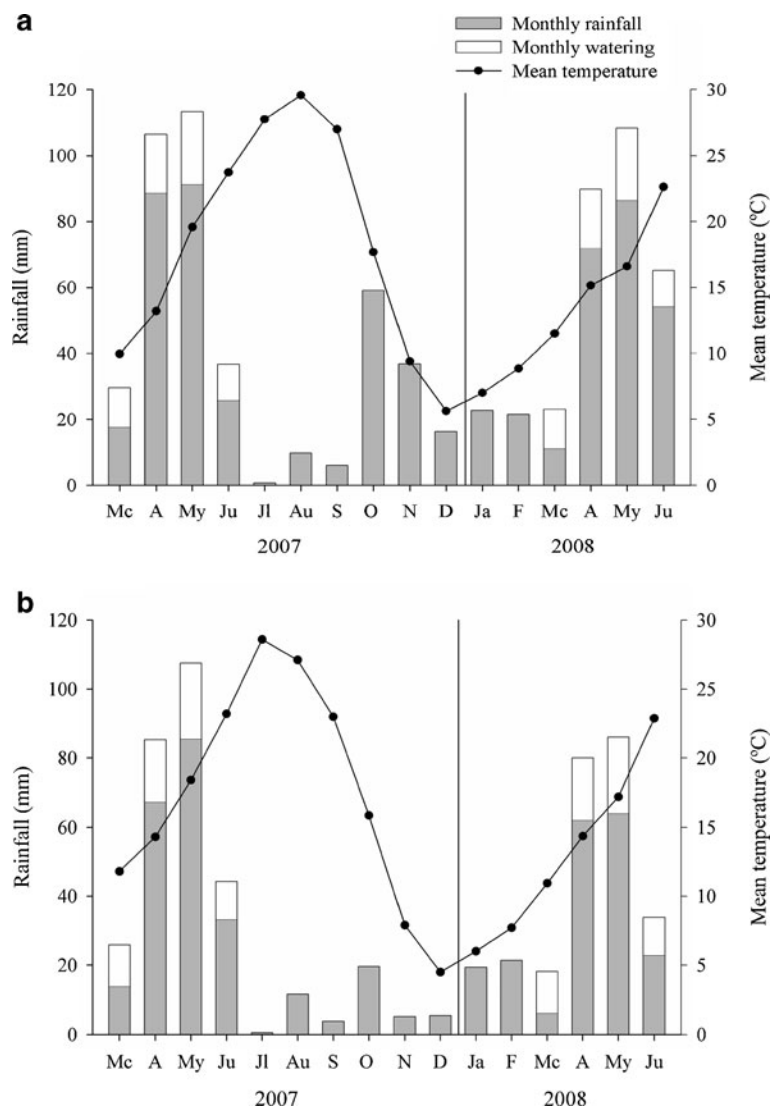 a
Monthly rainfall
Monthly watering
Mean temperature
120
100
80
60
40
20
0
Rainfall (mm)
30
25
20
15
10
5
0
Mean temperature (ºC)
Mc A My Ju Jl Au S O N D Ja F Mc A My Ju
2007 2008
b
120
100
80
60
40
20
0
Rainfall (mm)
30
25
20
15
10
5
0
Mean temperature (ºC)
Mc A My Ju Jl Au S O N D Ja F Mc A My Ju
2007 2008